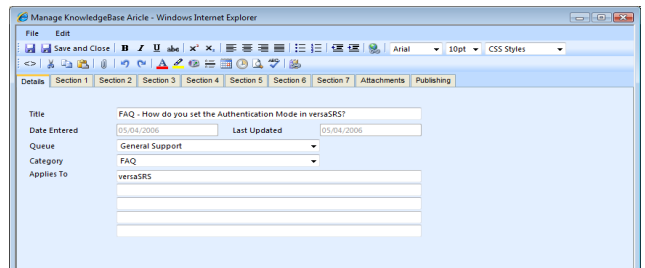 Manage KnowledgeBase Aricle - Windows Internet Explorer
File Edit
Save and Close B I U abc x² x₂ Arial 10pt CSS Styles
<> A
Details Section 1 Section 2 Section 3 Section 4 Section 5 Section 6 Section 7 Attachments Publishing
Title FAQ - How do you set the Authentication Mode in versaSRS?
Date Entered 05/04/2006 Last Updated 05/04/2006
Queue General Support
Category FAQ
Applies To versaSRS